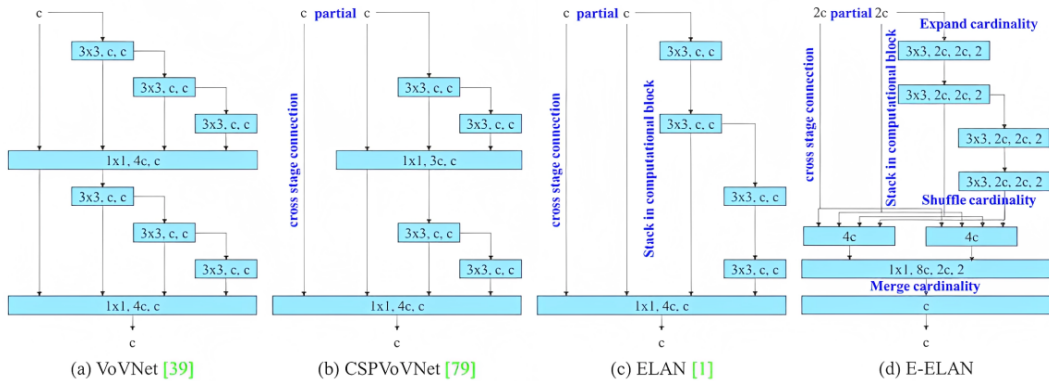 c
3x3, c, c
3x3, c, c
3x3, c, c
1x1, 4c, c
3x3, c, c
3x3, c, c
3x3, c, c
1x1, 4c, c
c
(a) VoVNet [39]
c partial c
cross stage connection
3x3, c, c
3x3, c, c
1x1, 3c, c
3x3, c, c
3x3, c, c
1x1, 4c, c
c
(b) CSPVoVNet [79]
c partial c
cross stage connection
Stack in computational block
3x3, c, c
3x3, c, c
3x3, c, c
3x3, c, c
1x1, 4c, c
c
(c) ELAN [1]
2c partial 2c
Expand cardinality
cross stage connection
Stack in computational block
3x3, 2c, 2c, 2
3x3, 2c, 2c, 2
3x3, 2c, 2c, 2
3x3, 2c, 2c, 2
Shuffle cardinality
4c
4c
1x1, 8c, 2c, 2
Merge cardinality
c
c
(d) E-ELAN